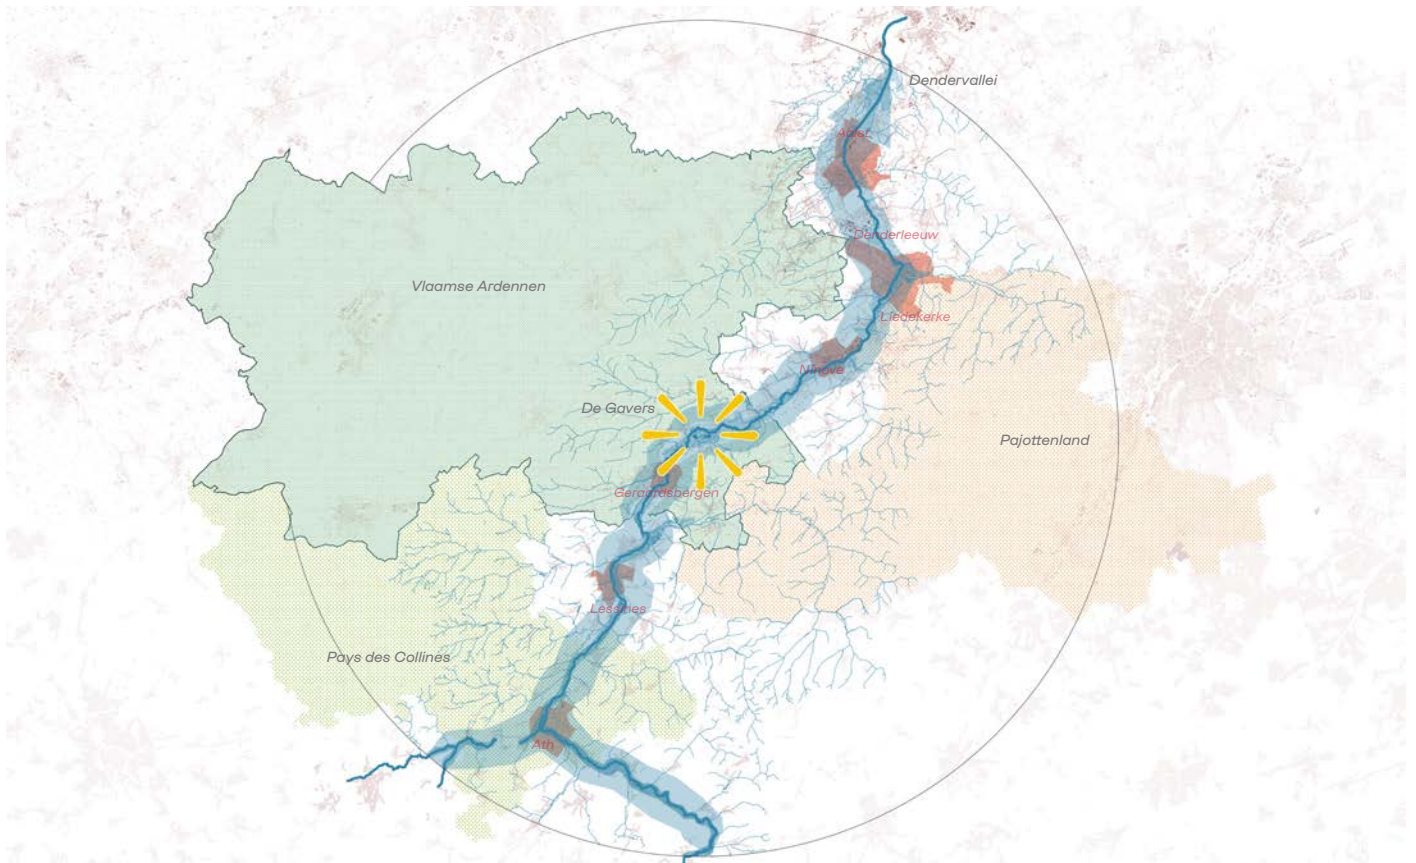 Dendervallei
Aalst
Denderleeuw
Vlaamse Ardennen
Liedekerke
Ninove
De Gavers
Pajottenland
Geraardsbergen
Lessines
Pays des Collines
Ath